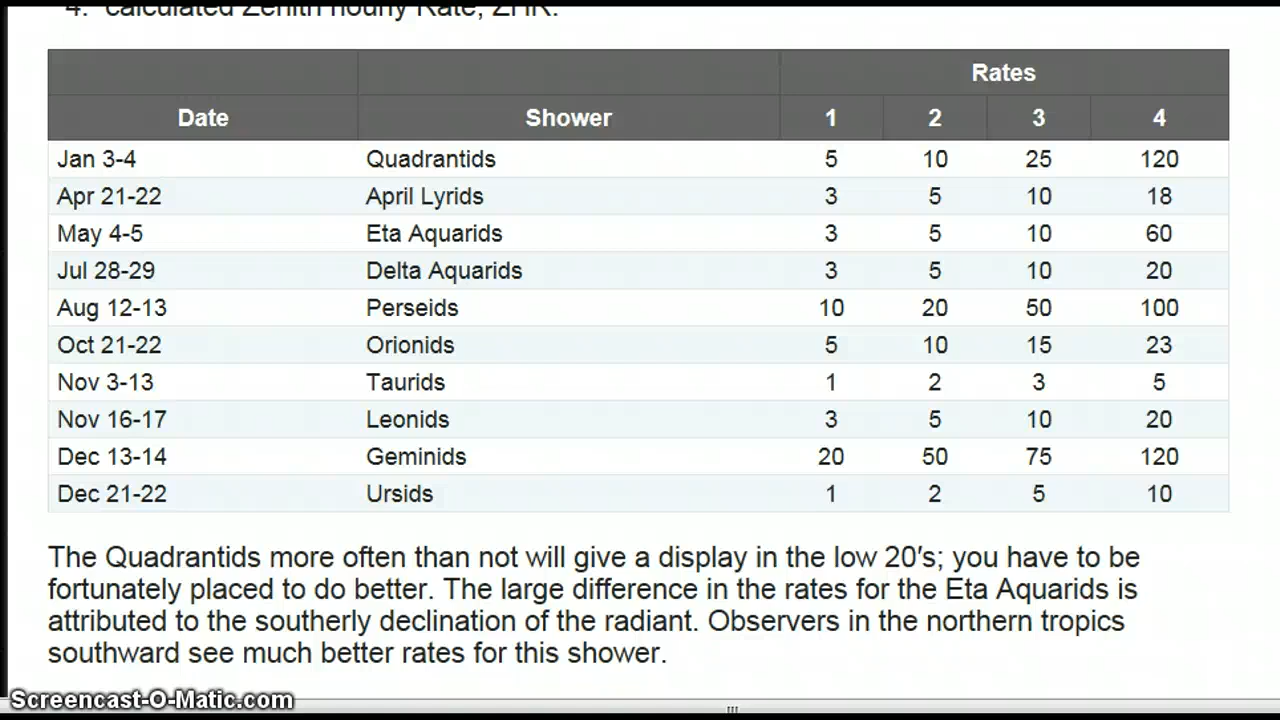 4. calculated Zenith hourly Rate, ZHR.
Rates
Date Shower 1 2 3 4
Jan 3-4 Quadrantids 5 10 25 120
Apr 21-22 April Lyrids 3 5 10 18
May 4-5 Eta Aquarids 3 5 10 60
Jul 28-29 Delta Aquarids 3 5 10 20
Aug 12-13 Perseids 10 20 50 100
Oct 21-22 Orionids 5 10 15 23
Nov 3-13 Taurids 1 2 3 5
Nov 16-17 Leonids 3 5 10 20
Dec 13-14 Geminids 20 50 75 120
Dec 21-22 Ursids 1 2 5 10
The Quadrantids more often than not will give a display in the low 20's; you have to be
fortunately placed to do better. The large difference in the rates for the Eta Aquarids is
attributed to the southerly declination of the radiant. Observers in the northern tropics
southward see much better rates for this shower.
Screencast-O-Matic.com